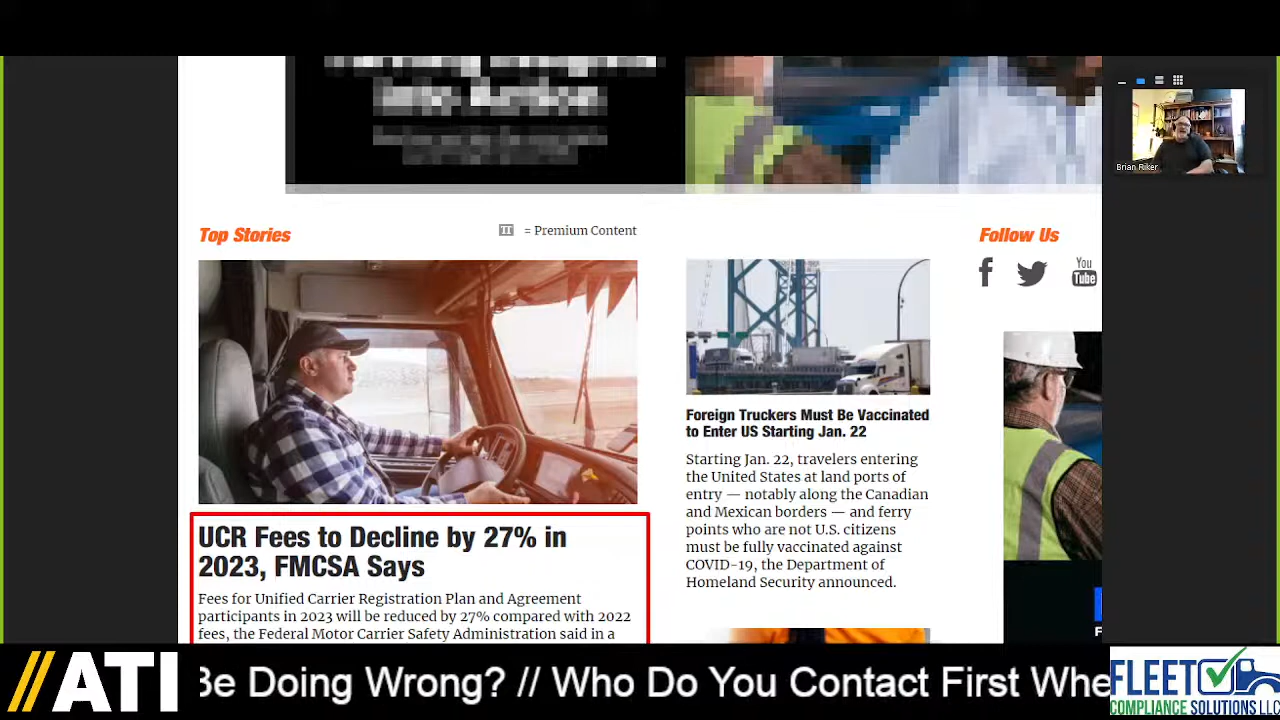 into Action
Brian Riker
Top Stories
TT = Premium Content
Follow Us
You
Tube
Foreign Truckers Must Be Vaccinated
to Enter US Starting Jan. 22
Starting Jan. 22, travelers entering
the United States at land ports of
entry — notably along the Canadian
and Mexican borders — and ferry
points who are not U.S. citizens
must be fully vaccinated against
COVID-19, the Department of
Homeland Security announced.
UCR Fees to Decline by 27% in
2023, FMCSA Says
Fees for Unified Carrier Registration Plan and Agreement
participants in 2023 will be reduced by 27% compared with 2022
fees, the Federal Motor Carrier Safety Administration said in a
//ATI
Be Doing Wrong? // Who Do You Contact First Whe
FLEET
COMPLIANCE SOLUTIONS LLC